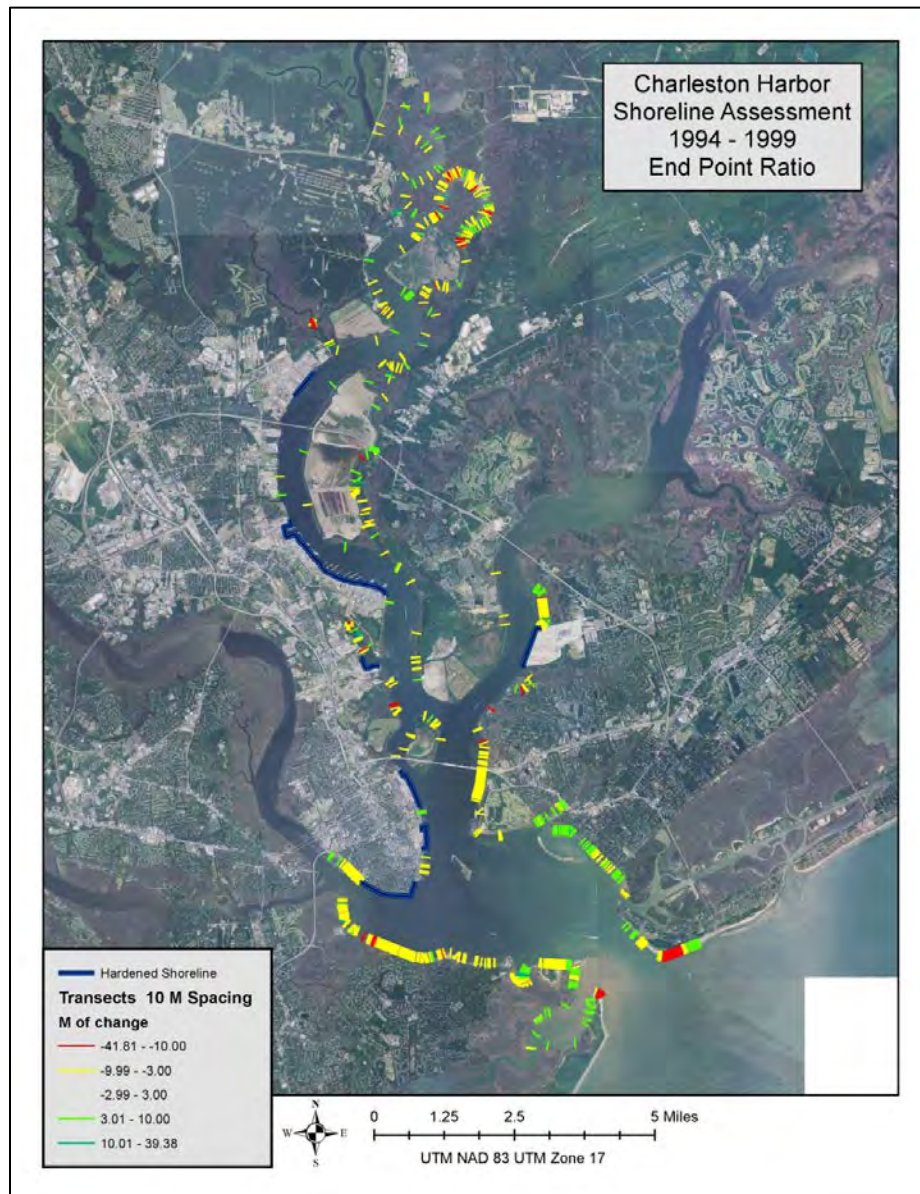 Charleston Harbor
Shoreline Assessment
1994 - 1999
End Point Ratio
Hardened Shoreline
Transects 10 M Spacing
M of change
-41.81 - -10.00
-9.99 - -3.00
-2.99 - 3.00
3.01 - 10.00
10.01 - 39.38
N
W E
S
0 1.25 2.5 5 Miles
UTM NAD 83 UTM Zone 17